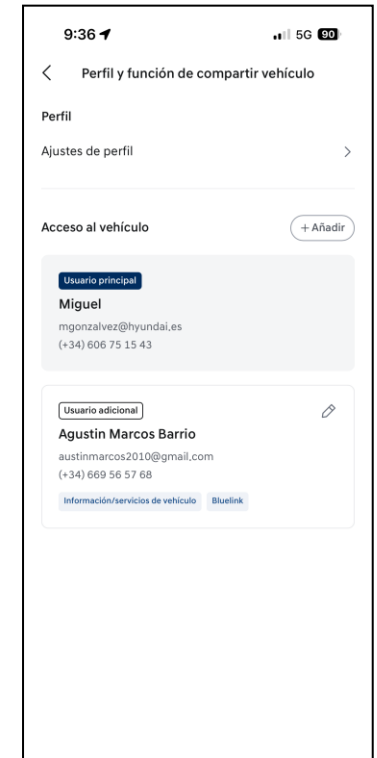 9:36
5G 90
Perfil y función de compartir vehículo
Perfil
Ajustes de perfil
Acceso al vehículo
+ Añadir
Usuario principal
Miguel
mgonzalvez@hyundai.es
(+34) 606 75 15 43
Usuario adicional
Agustin Marcos Barrio
austinmarcos2010@gmail.com
(+34) 669 56 57 68
Información/servicios de vehículo Bluelink